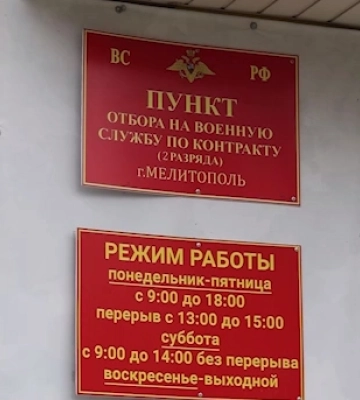 ВС РФ
ПУНКТ
ОТБОРА НА ВОЕННУЮ
СЛУЖБУ ПО КОНТРАКТУ
(2 РАЗРЯДА)
г.МЕЛИТОПОЛЬ
РЕЖИМ РАБОТЫ
понедельник-пятница
с 9:00 до 18:00
перерыв с 13:00 до 15:00
суббота
с 9:00 до 14:00 без перерыва
воскресенье-выходной